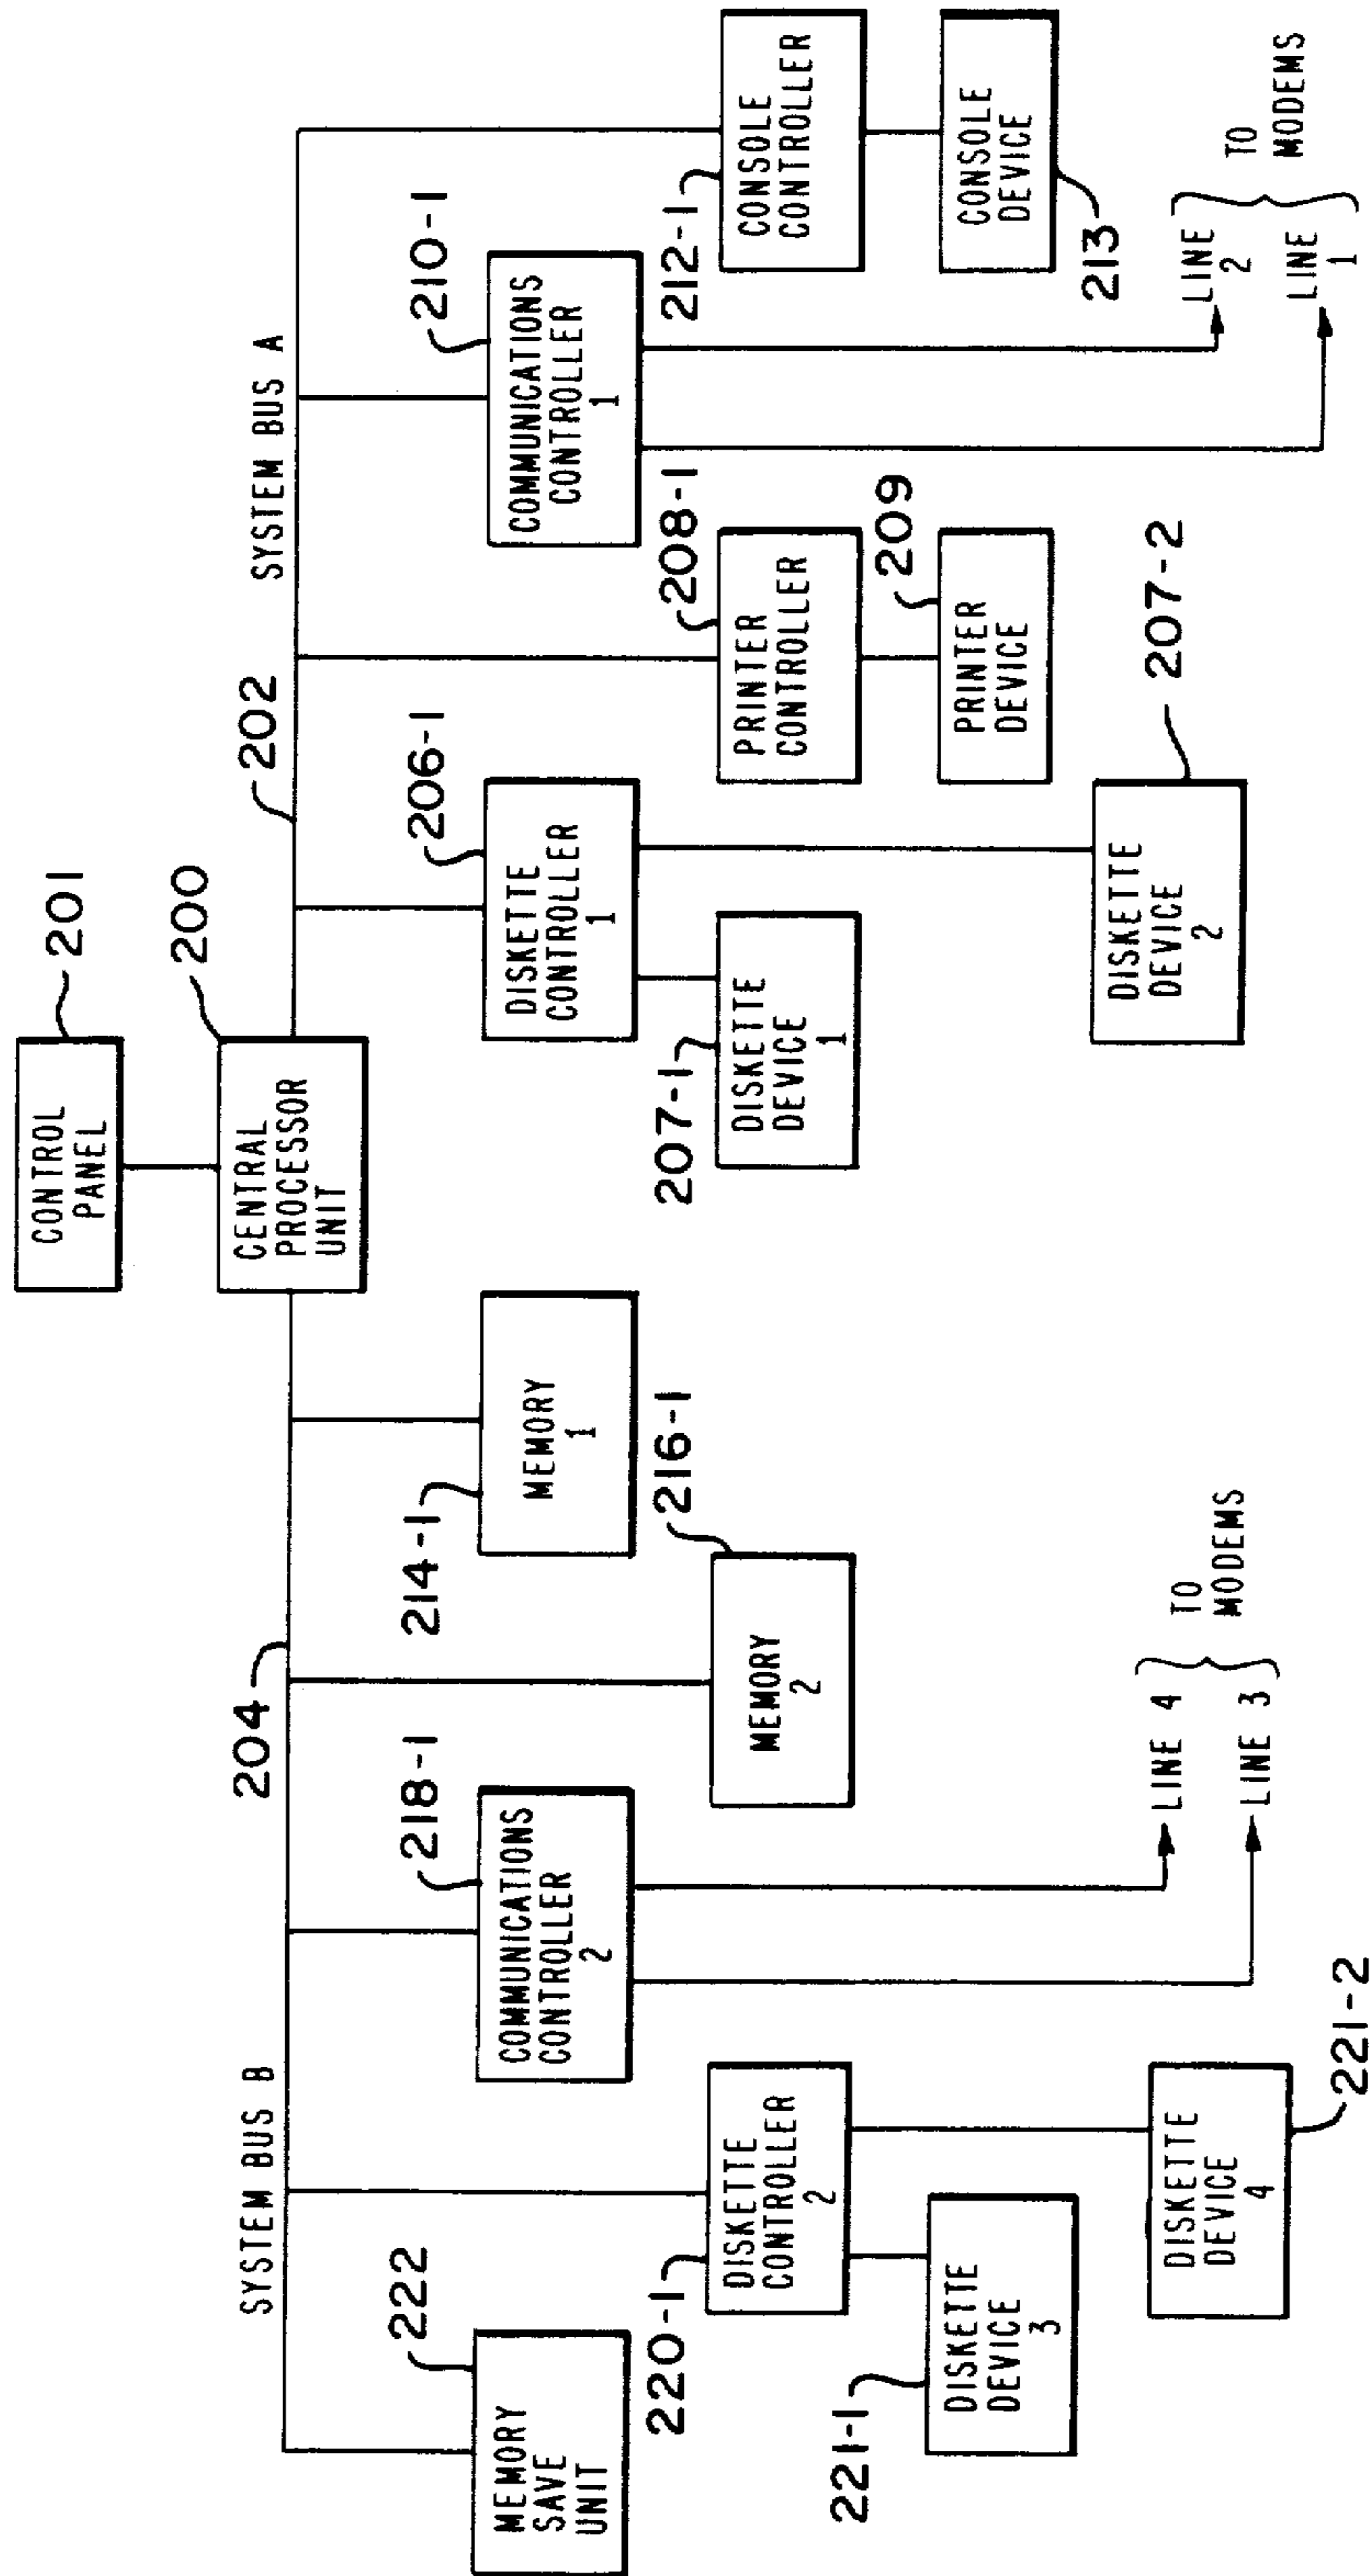 CONTROL
PANEL
201
CENTRAL
PROCESSOR
UNIT
200
SYSTEM BUS B
204
202
SYSTEM BUS A
MEMORY
SAVE
UNIT
222
COMMUNICATIONS
CONTROLLER
2
218-1
MEMORY
1
214-1
DISKETTE
CONTROLLER
1
206-1
COMMUNICATIONS
CONTROLLER
1
210-1
DISKETTE
CONTROLLER
2
220-1
MEMORY
2
216-1
DISKETTE
DEVICE
1
207-1
PRINTER
CONTROLLER
208-1
CONSOLE
CONTROLLER
212-1
DISKETTE
DEVICE
3
221-1
PRINTER
DEVICE
209
CONSOLE
DEVICE
213
DISKETTE
DEVICE
4
221-2
LINE 4
LINE 3
TO
MODEMS
DISKETTE
DEVICE
2
207-2
LINE
2
LINE
1
TO
MODEMS